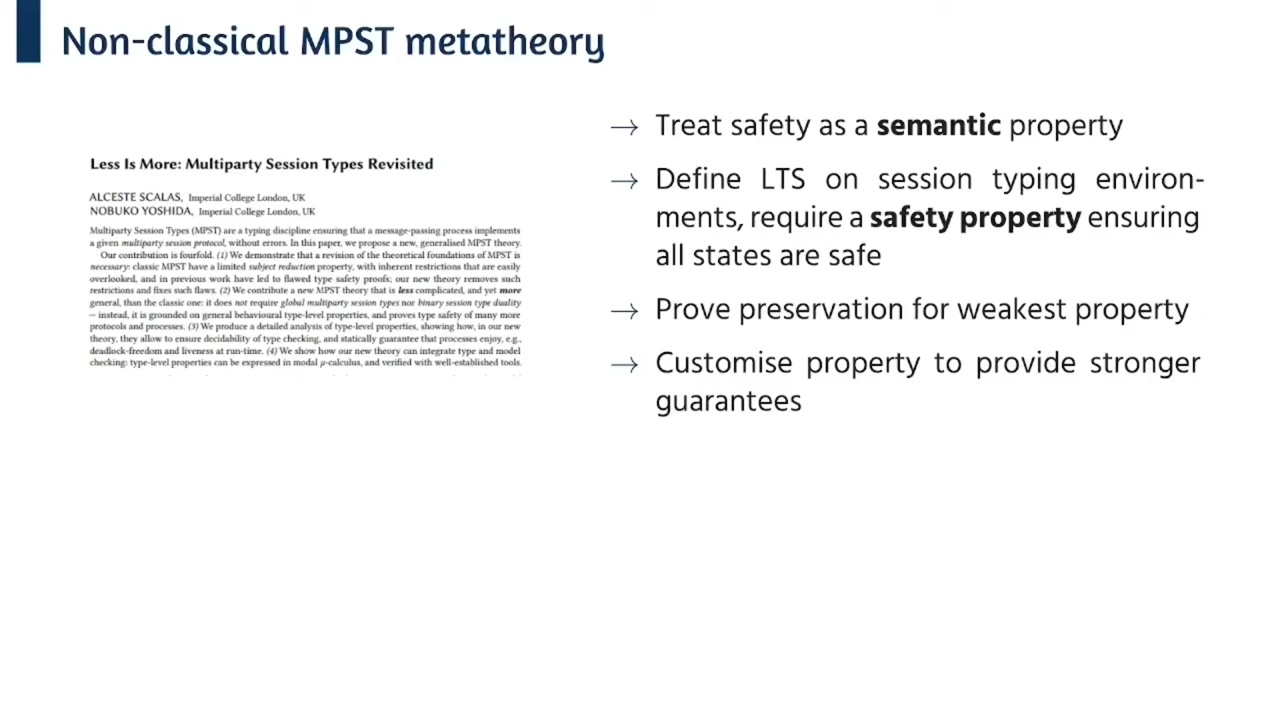 Non-classical MPST metatheory
Less Is More: Multiparty Session Types Revisited
ALCESTE SCALAS, Imperial College London, UK
NOBUKO YOSHIDA, Imperial College London, UK
Multiparty Session Types (MPST) are a typing discipline ensuring that a message-passing process implements
a given multiparty session protocol, without errors. In this paper, we propose a new, generalised MPST theory.
Our contribution is fourfold. (1) We demonstrate that a revision of the theoretical foundations of MPST is
necessary: classic MPST have a limited subject reduction property, with inherent restrictions that are easily
overlooked, and in previous work have led to flawed type safety proofs; our new theory removes such
restrictions and fixes such flaws. (2) We contribute a new MPST theory that is less complicated, and yet more
general, than the classic one: it does not require global multiparty session types nor binary session type duality
– instead, it is grounded on general behavioural type-level properties, and proves type safety of many more
protocols and processes. (3) We produce a detailed analysis of type-level properties, showing how, in our new
theory, they allow to ensure decidability of type checking, and statically guarantee that processes enjoy, e.g.,
deadlock-freedom and liveness at run-time. (4) We show how our new theory can integrate type and model
checking: type-level properties can be expressed in modal μ-calculus, and verified with well-established tools.
→ Treat safety as a semantic property
→ Define LTS on session typing environ-
ments, require a safety property ensuring
all states are safe
→ Prove preservation for weakest property
→ Customise property to provide stronger
guarantees